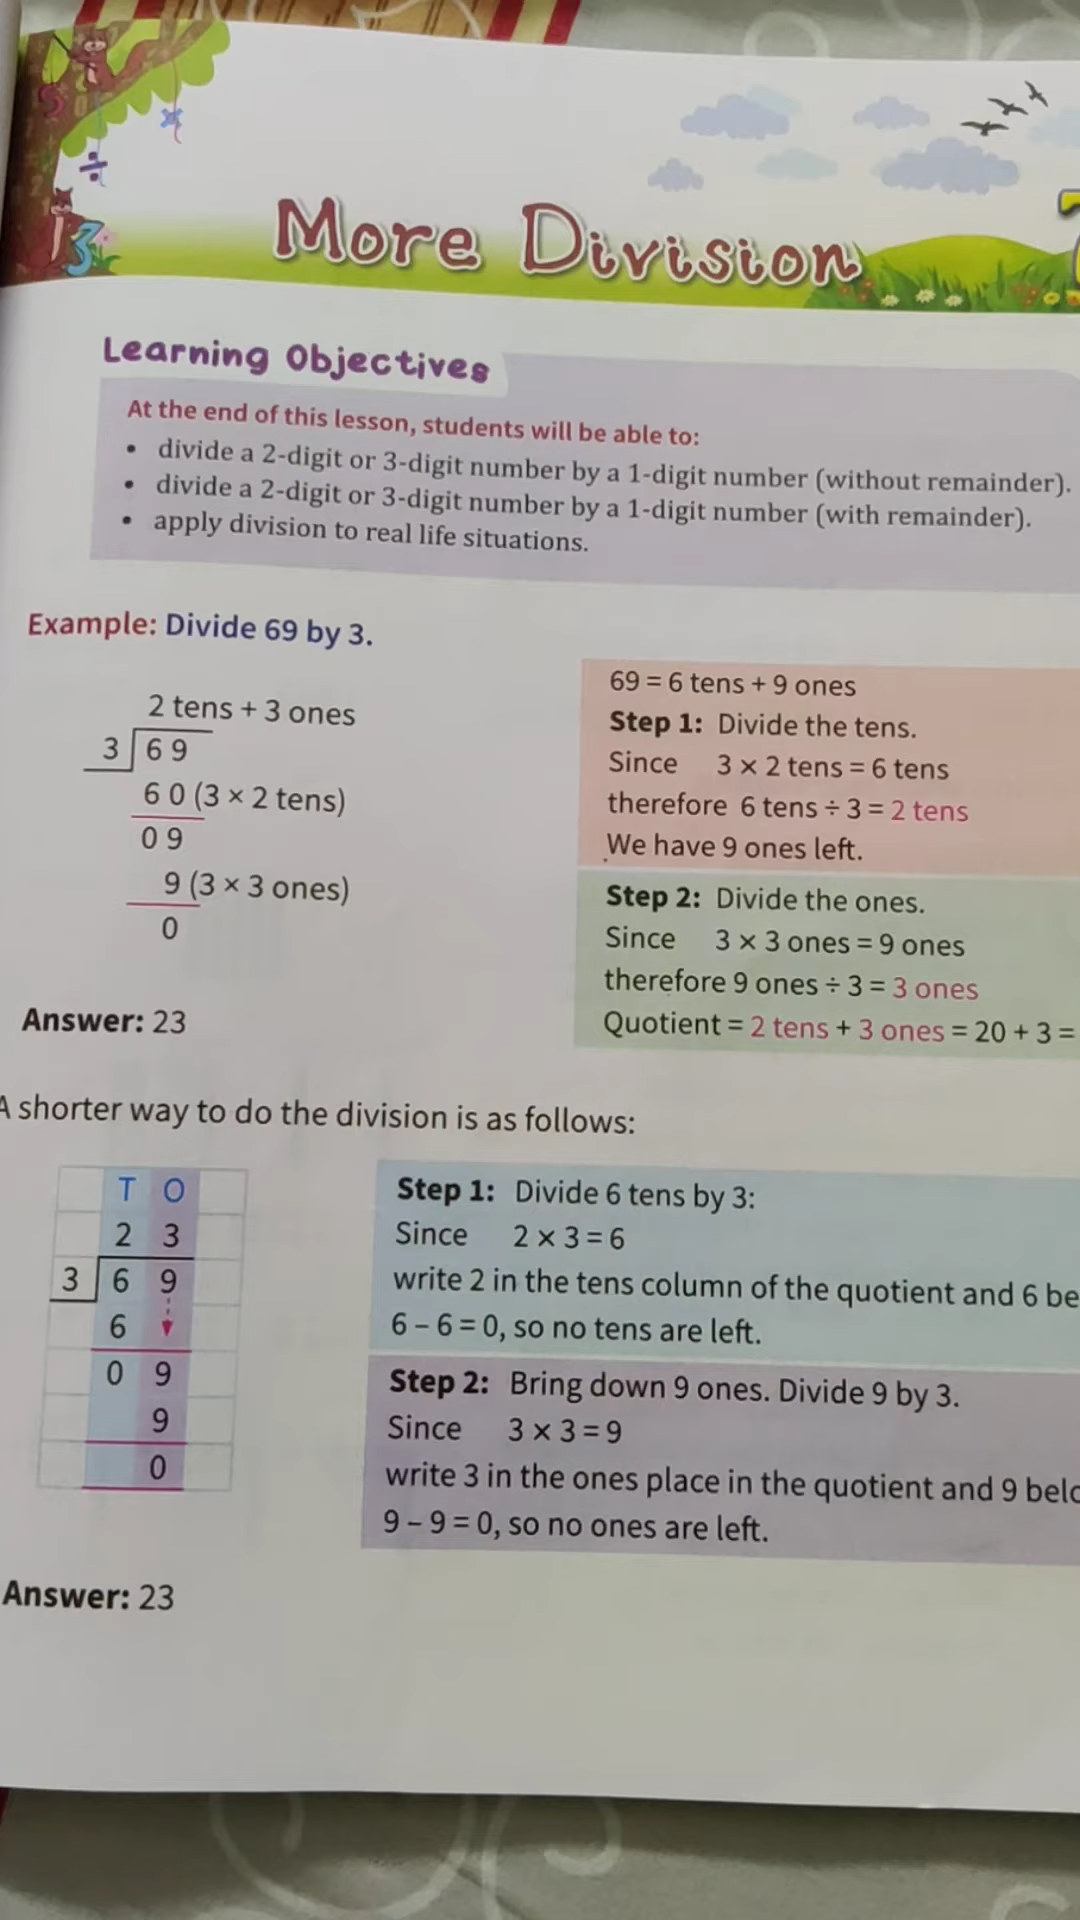 More Division
Learning Objectives
At the end of this lesson, students will be able to:
• divide a 2-digit or 3-digit number by a 1-digit number (without remainder).
• divide a 2-digit or 3-digit number by a 1-digit number (with remainder).
• apply division to real life situations.
Example: Divide 69 by 3.
2 tens + 3 ones
3 6 9
6 0 (3 × 2 tens)
0 9
9 (3 × 3 ones)
0
Answer: 23
69 = 6 tens + 9 ones
Step 1: Divide the tens.
Since 3 × 2 tens = 6 tens
therefore 6 tens ÷ 3 = 2 tens
We have 9 ones left.
Step 2: Divide the ones.
Since 3 × 3 ones = 9 ones
therefore 9 ones ÷ 3 = 3 ones
Quotient = 2 tens + 3 ones = 20 + 3 =
A shorter way to do the division is as follows:
T O
2 3
3 6 9
6
0 9
9
0
Answer: 23
Step 1: Divide 6 tens by 3:
Since 2 × 3 = 6
write 2 in the tens column of the quotient and 6
6 – 6 = 0, so no tens are left.
Step 2: Bring down 9 ones. Divide 9 by 3.
Since 3 × 3 = 9
write 3 in the ones place in the quotient and 9
9 – 9 = 0, so no ones are left.